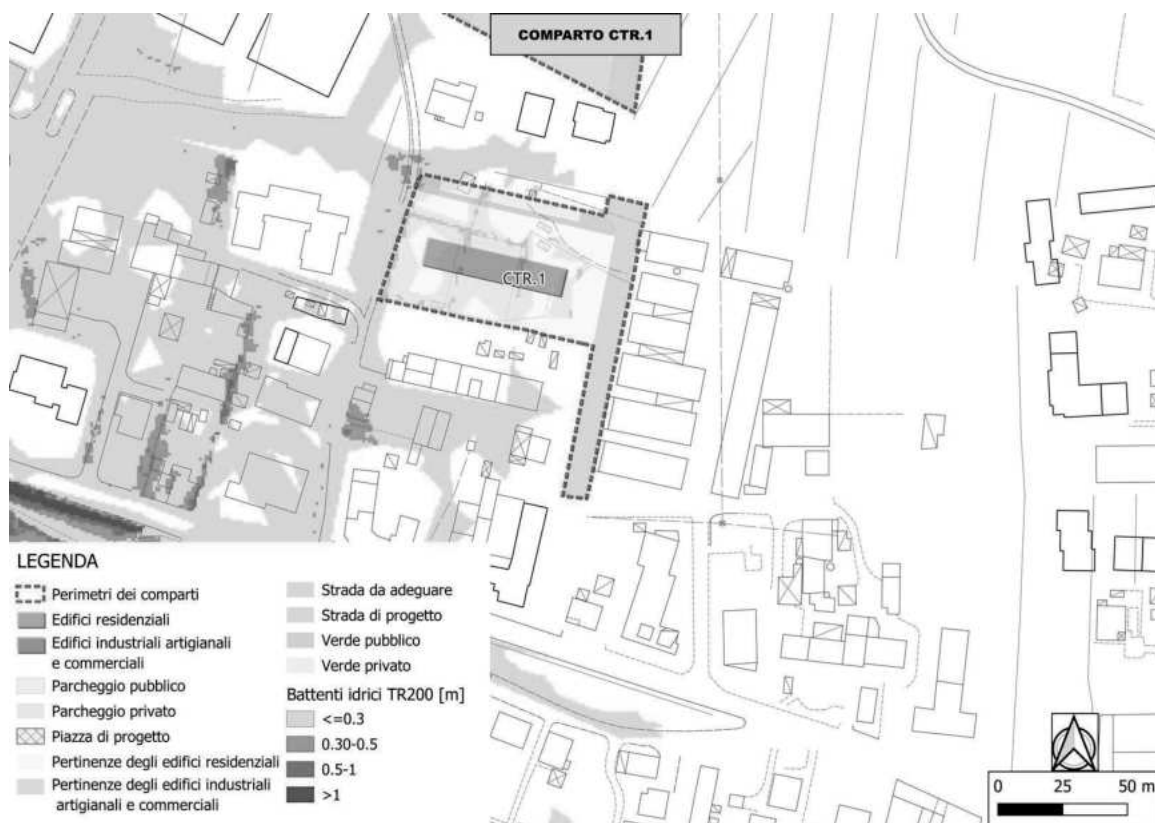 COMPARTO CTR.1
CTR.1
LEGENDA
Perimetri dei comparti
Edifici residenziali
Edifici industriali artigianali
e commerciali
Parcheggio pubblico
Parcheggio privato
Piazza di progetto
Pertinenze degli edifici residenziali
Pertinenze degli edifici industriali
artigianali e commerciali
Strada da adeguare
Strada di progetto
Verde pubblico
Verde privato
Battenti idrici TR200 [m]
<=0.3
0.30-0.5
0.5-1
>1
0 25 50 m